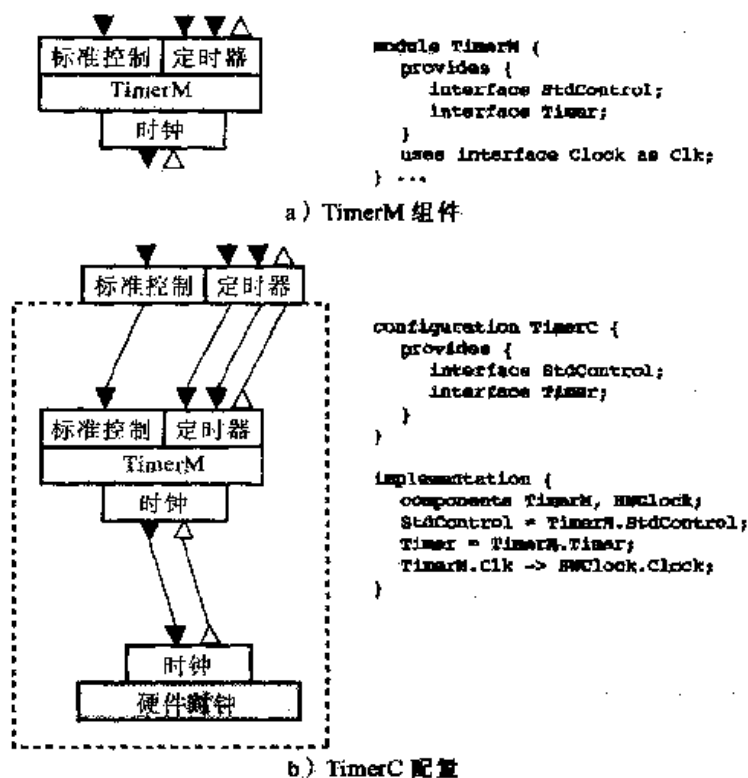 标准控制 定时器
TimerM
时钟
module TimerM {
provides {
interface StdControl;
interface Timer;
}
uses interface Clock as Clk;
} ...
a) TimerM 组件
标准控制 定时器
标准控制 定时器
TimerM
时钟
时钟
硬件时钟
configuration TimerC {
provides {
interface StdControl;
interface Timer;
}
}
implementation {
components TimerM, HWClock;
StdControl = TimerM.StdControl;
Timer = TimerM.Timer;
TimerM.Clk -> HWClock.Clock;
}
b) TimerC 配置